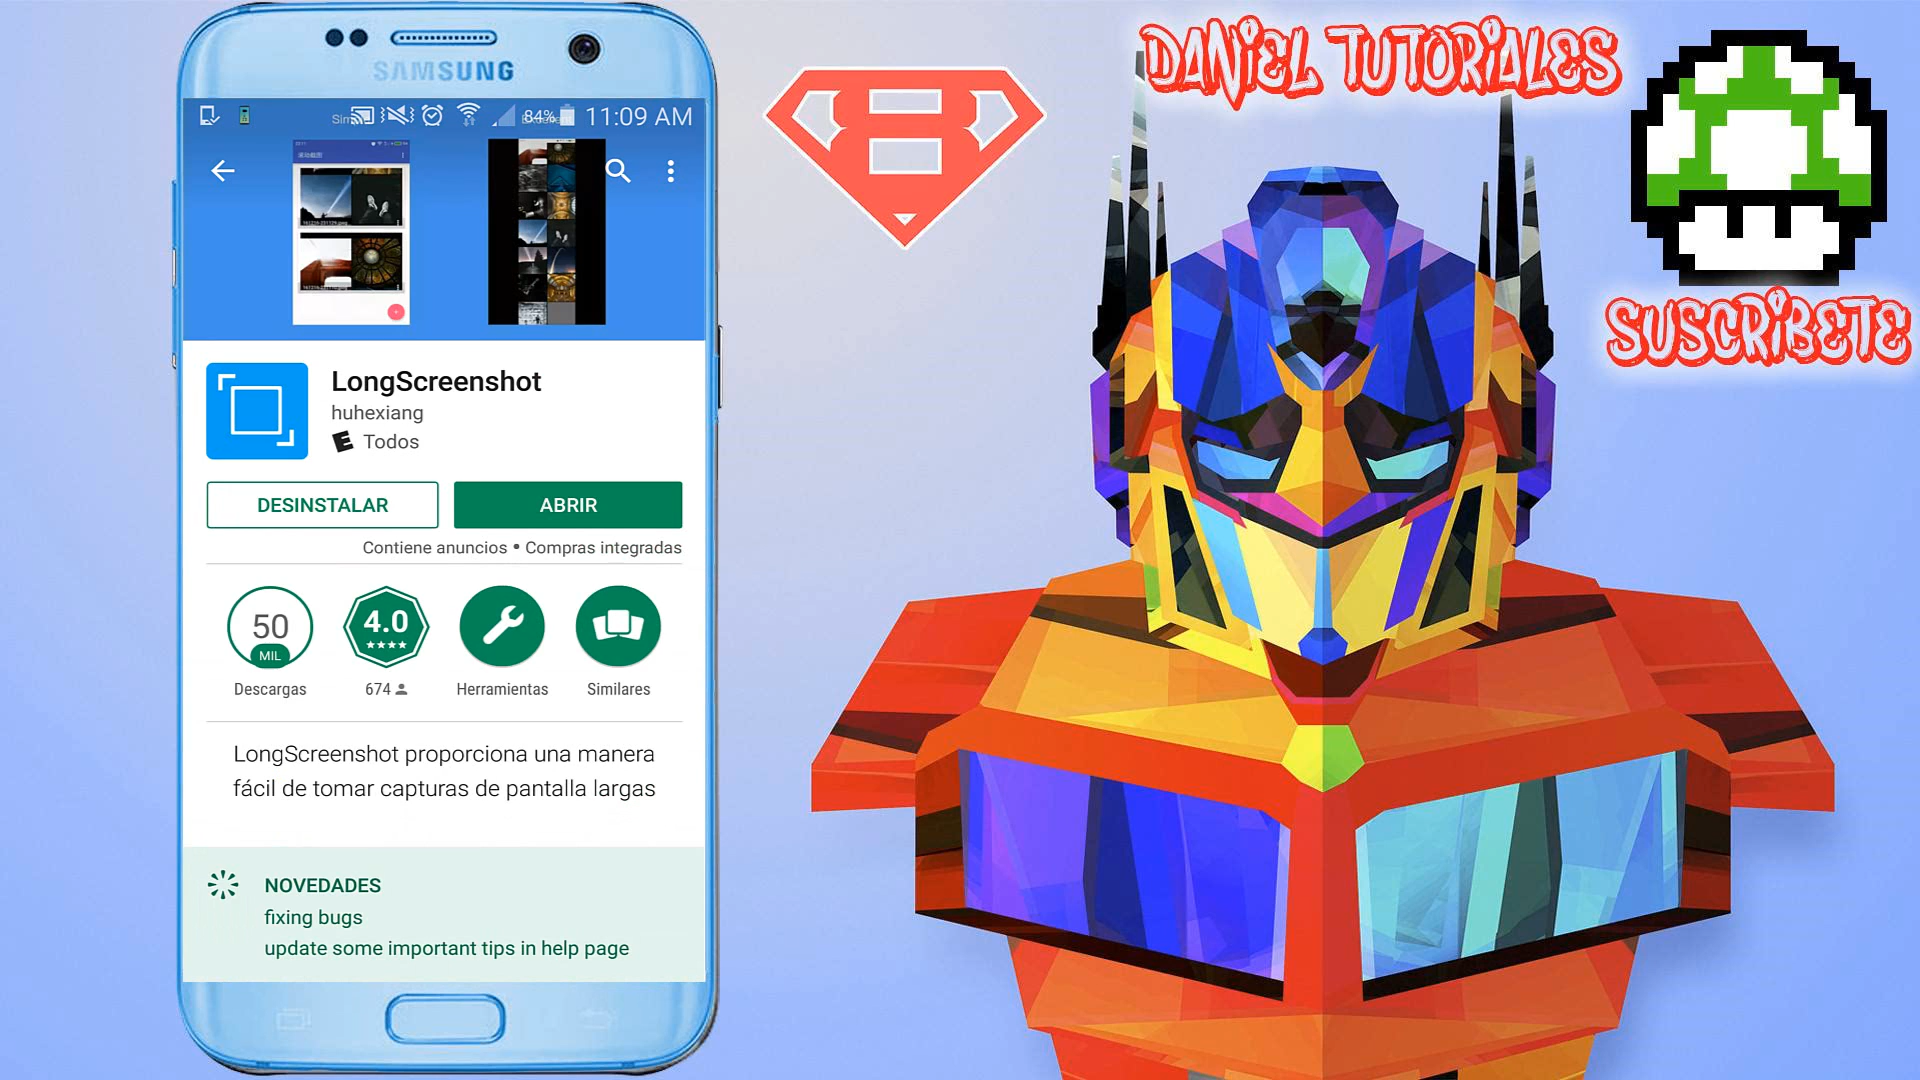 DANIEL TUTORIALES
SUSCRIBETE
SAMSUNG
84% 11:09 AM
LongScreenshot
huhexiang
E Todos
DESINSTALAR
ABRIR
Contiene anuncios • Compras integradas
50 MIL
4.0
Descargas
674
Herramientas
Similares
LongScreenshot proporciona una manera
fácil de tomar capturas de pantalla largas
NOVEDADES
fixing bugs
update some important tips in help page